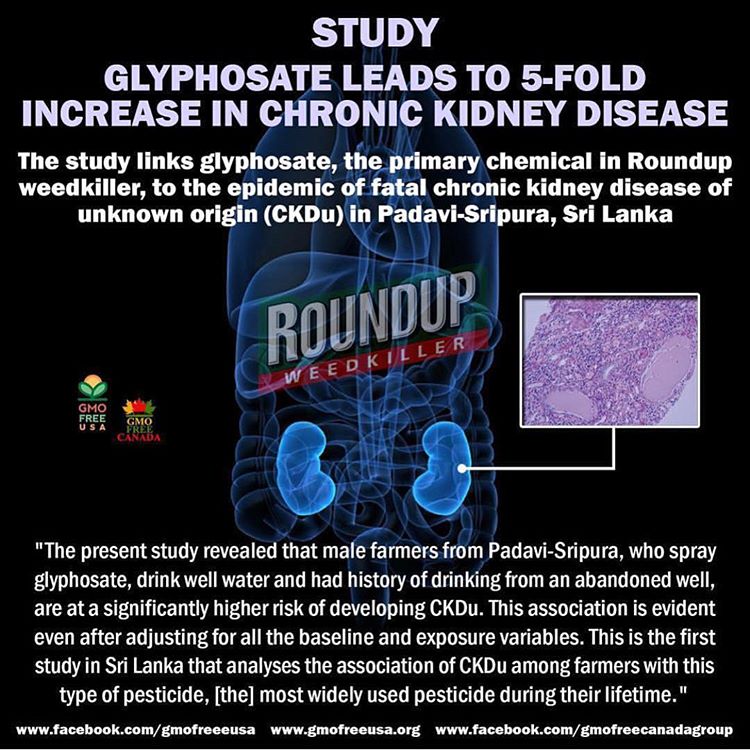 STUDY
GLYPHOSATE LEADS TO 5-FOLD
INCREASE IN CHRONIC KIDNEY DISEASE
The study links glyphosate, the primary chemical in Roundup
weedkiller, to the epidemic of fatal chronic kidney disease of
unknown origin (CKDu) in Padavi-Sripura, Sri Lanka
ROUNDUP
WEEDKILLER
GMO
FREE
USA
GMO
FREE
CANADA
"The present study revealed that male farmers from Padavi-Sripura, who spray
glyphosate, drink well water and had history of drinking from an abandoned well,
are at a significantly higher risk of developing CKDu. This association is evident
even after adjusting for all the baseline and exposure variables. This is the first
study in Sri Lanka that analyses the association of CKDu among farmers with this
type of pesticide, [the] most widely used pesticide during their lifetime."
www.facebook.com/gmofreeeusa www.gmofreeusa.org www.facebook.com/gmofreecanadagroup